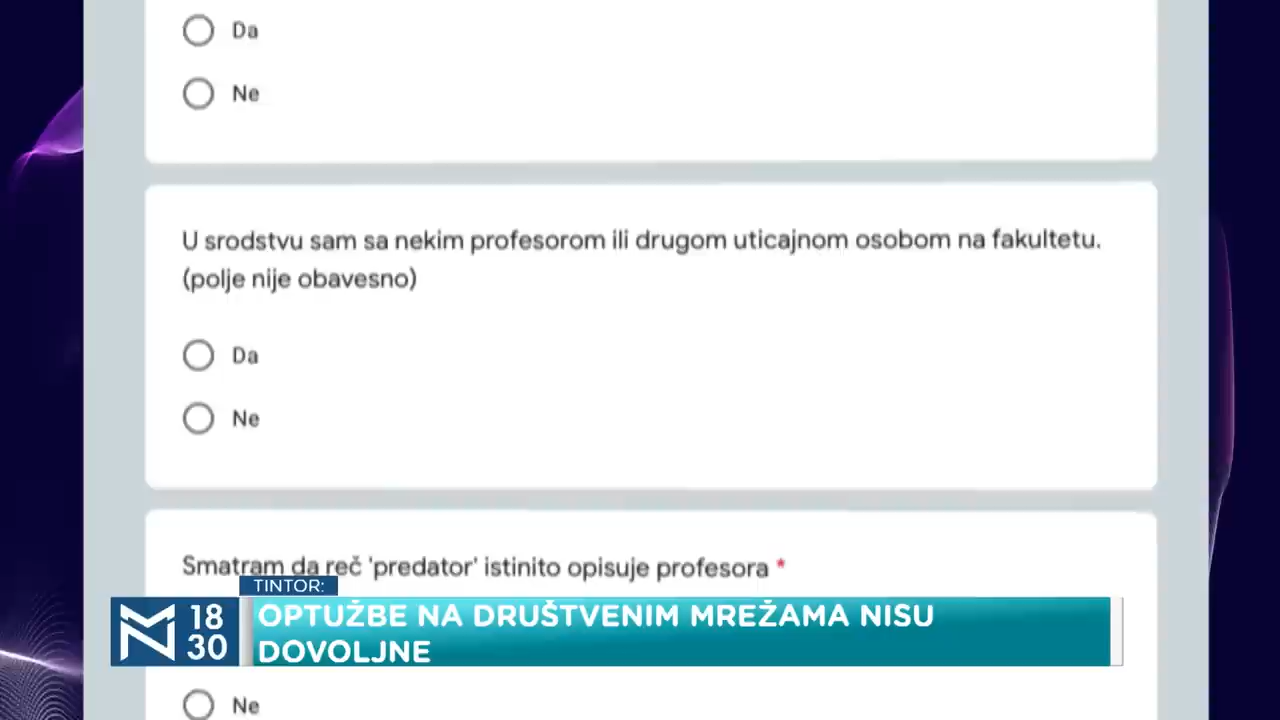 Da
Ne
U srodstvu sam sa nekim profesorom ili drugom uticajnom osobom na fakultetu.
(polje nije obavesno)
Da
Ne
Smatram da reč 'predator' istinito opisuje profesora *
TINTOR:
18
30
OPTUŽBE NA DRUŠTVENIM MREŽAMA NISU
DOVOLJNE
Ne